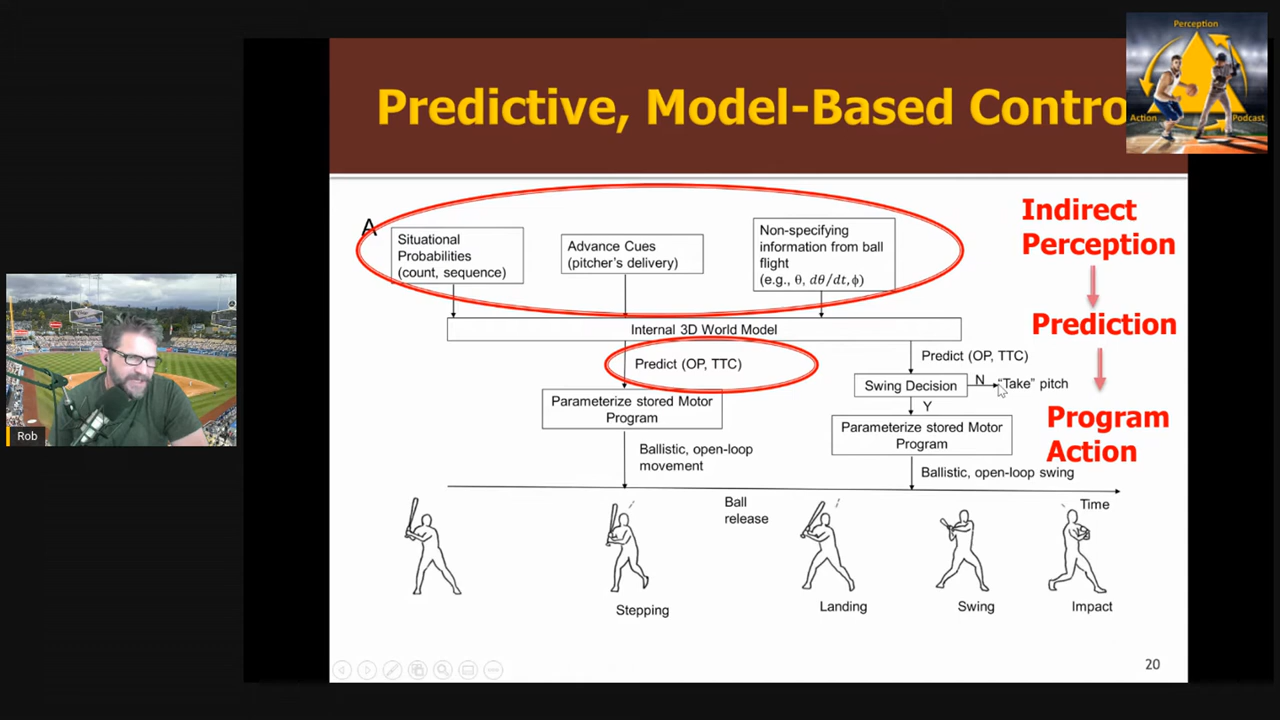 Predictive, Model-Based Contro
Perception
Action
Podcast
A
Situational
Probabilities
(count, sequence)
Advance Cues
(pitcher's delivery)
Non-specifying
information from ball
flight
(e.g., θ, dθ/dt, ϕ)
Indirect
Perception
Internal 3D World Model
Prediction
Predict (OP, TTC)
Predict (OP, TTC)
Swing Decision
N
"Take" pitch
Y
Parameterize stored Motor
Program
Parameterize stored Motor
Program
Program
Action
Ballistic, open-loop
movement
Ballistic, open-loop swing
Ball
release
Time
Stepping
Landing
Swing
Impact
Rob
20